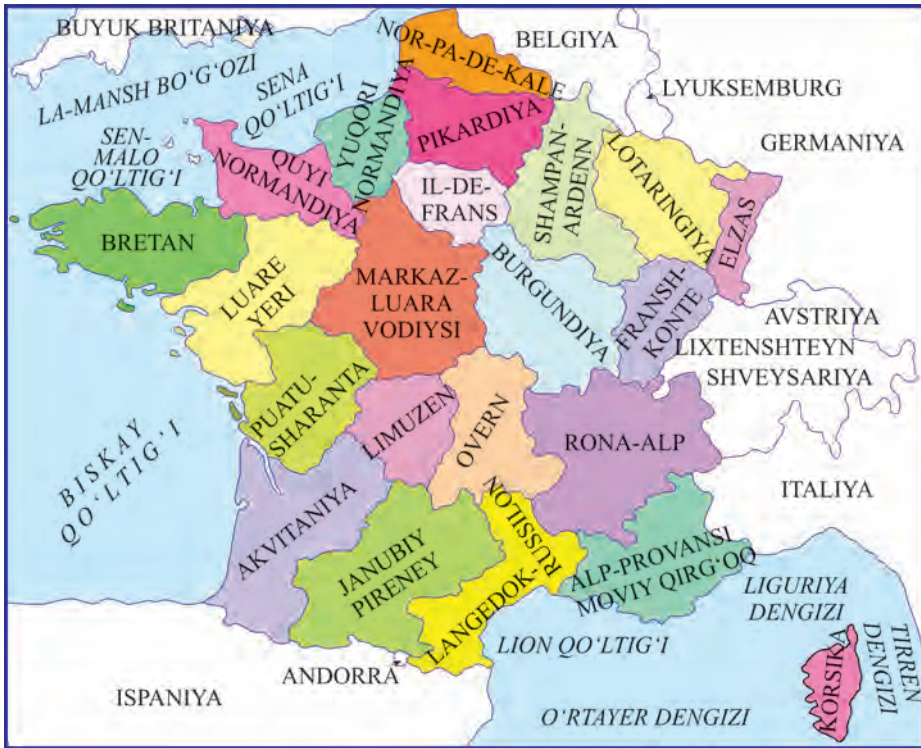 BUYUK BRITANIYA
BELGIYA
LYUKSEMBURG
GERMANIYA
LA-MANSH BO‘G‘OZI
SENA
QO‘LTIG‘I
SEN-
MALO
QO‘LTIG‘I
NOR-PA-DE-KALE
PIKARDIYA
YUQORI
NORMANDIYA
QUYI
NORMANDIYA
IL-DE-
FRANS
SHAMPAN-
ARDENN
LOTARINGIYA
ELZAS
BRETAN
LUARE
YERI
MARKAZ-
LUARA
VODIYSI
BURGUNDIYA
FRANSH-
KONTE
AVSTRIYA
LIXTENSHTEYN
SHVEYSARIYA
PUATU-
SHARANTA
LIMUZEN
OVERN
RONA-ALP
ITALIYA
BISKAY
QO‘LTIG‘I
AKVITANIYA
JANUBIY
PIRENEY
LANGEDOK-
RUSSILON
ALP-PROVANSI
MOVIY QIRG‘OQ
LIGURIYA
DENGIZI
TIRREN
DENGIZI
KORSIKA
LION QO‘LTIG‘I
ANDORRA
ISPANIYA
O‘RTAYER DENGIZI